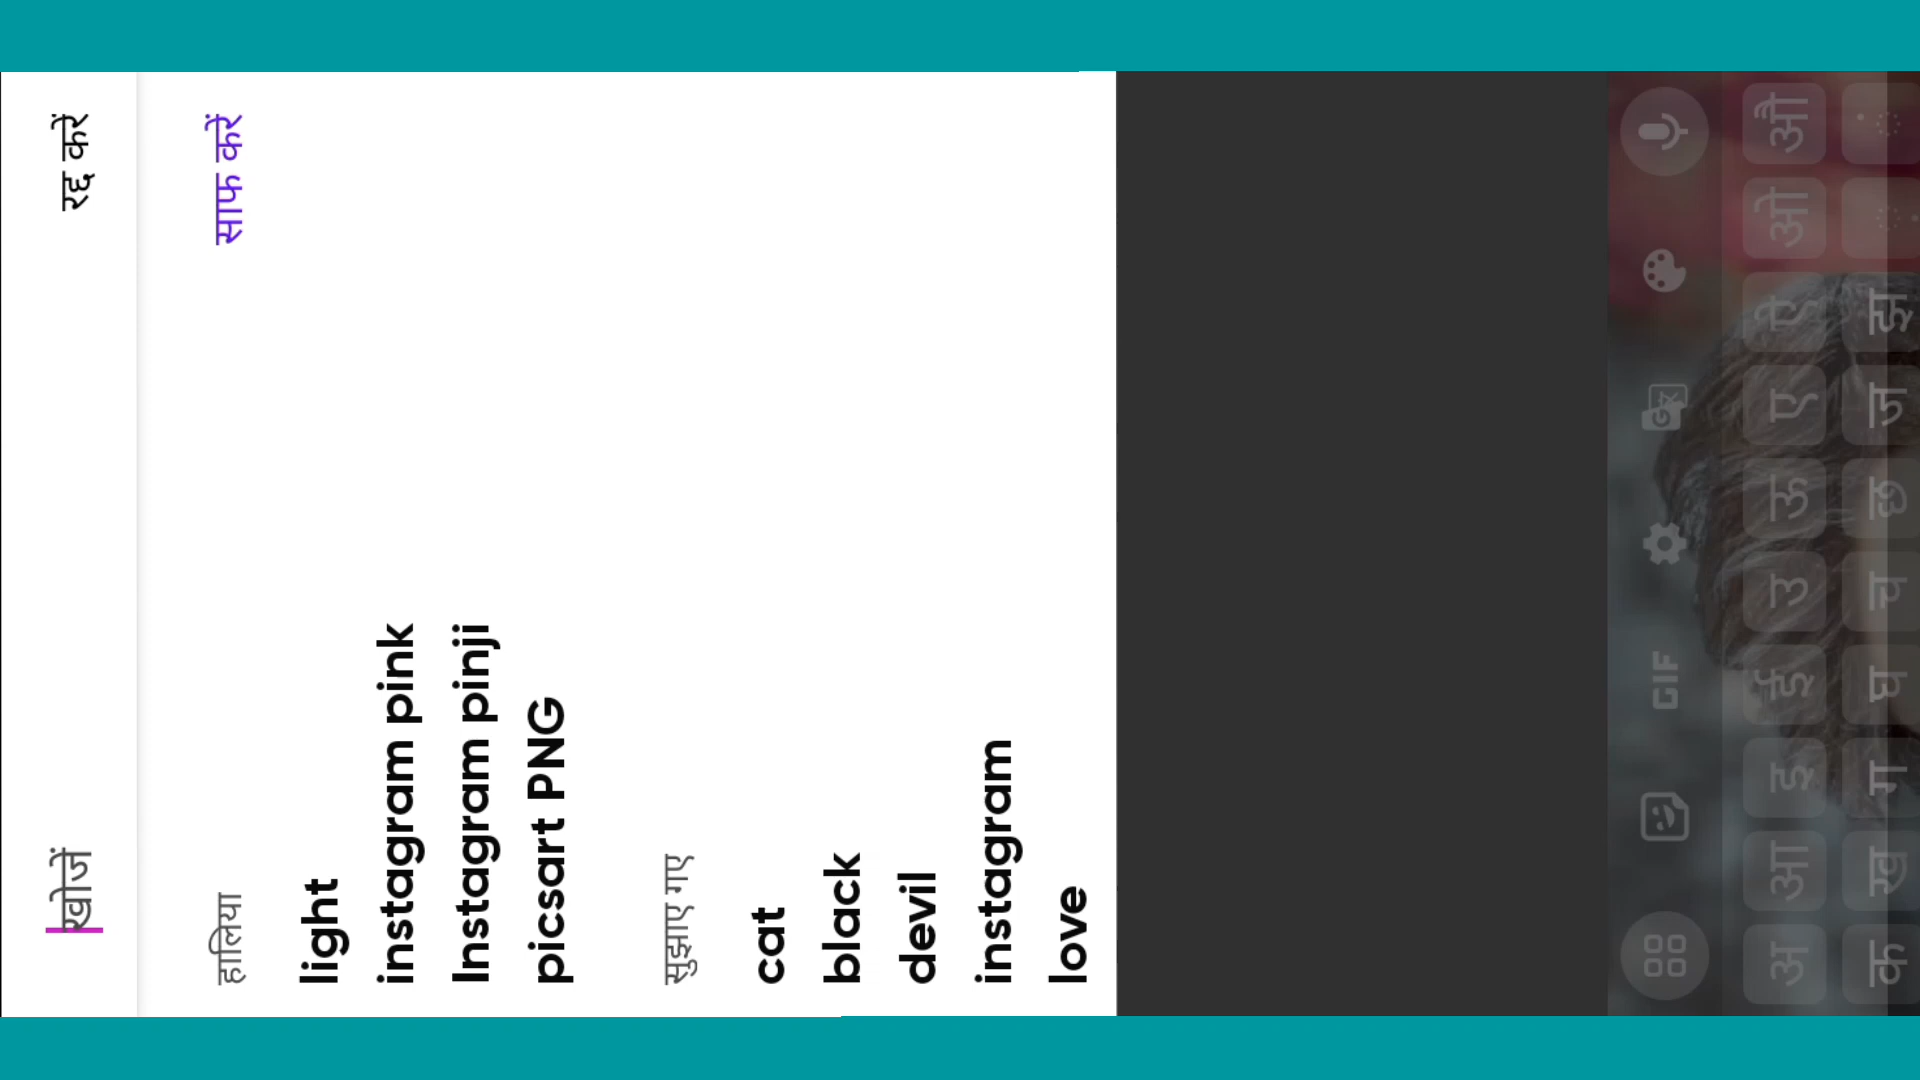 खोजें रद्द करें
हालिया साफ करें
light
instagram pink
Instagram pinji
picsart PNG
सुझाए गए
cat
black
devil
instagram
love
GIF
अ आ इ ई उ ऊ ए ऐ ओ औ
क ख ग घ च छ ज झ